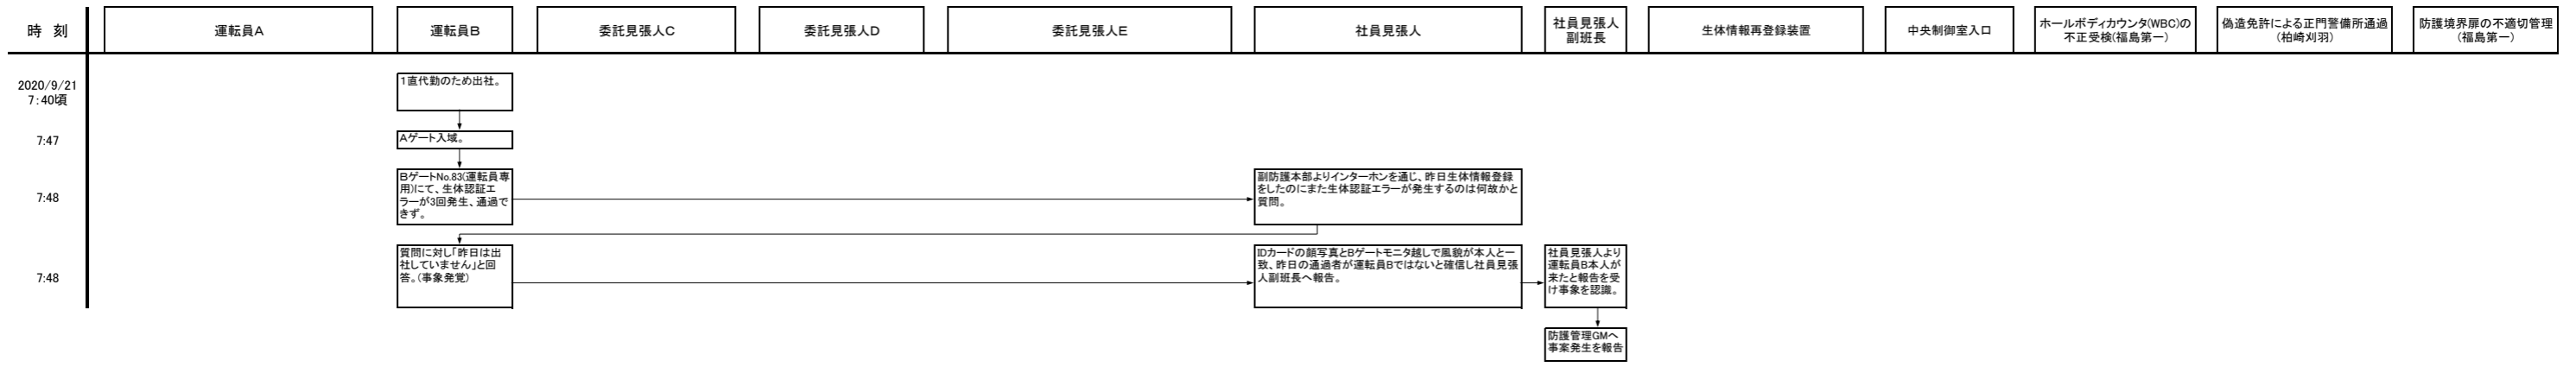 時 刻
運転員A
運転員B
委託見張人C
委託見張人D
委託見張人E
社員見張人
社員見張人
副班長
生体情報再登録装置
中央制御室入口
ホールボディカウンタ(WBC)の
不正受検(福島第一)
偽造免許による正門警備所通過
(柏崎刈羽)
防護境界扉の不適切管理
(福島第一)
2020/9/21
7:40頃
1直代勤のため出社。
7:47
Aゲート入域。
7:48
BゲートNo.83(運転員専
用)にて、生体認証エ
ラーが3回発生、通過で
きず。
副防護本部よりインターホンを通じ、昨日生体情報登録
をしたのにまた生体認証エラーが発生するのは何故かと
質問。
7:48
質問に対し「昨日は出
社していません」と回
答。(事象発覚)
IDカードの顔写真とBゲートモニタ越しで風貌が本人と一
致、昨日の通過者が運転員Bではないと確信し社員見張
人副班長へ報告。
社員見張人より
運転員B本人が
来たと報告を受
け事象を認識。
防護管理GMへ
事案発生を報告